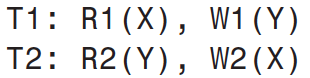 T1: R1(X), W1(Y)
T2: R2(Y), W2(X)